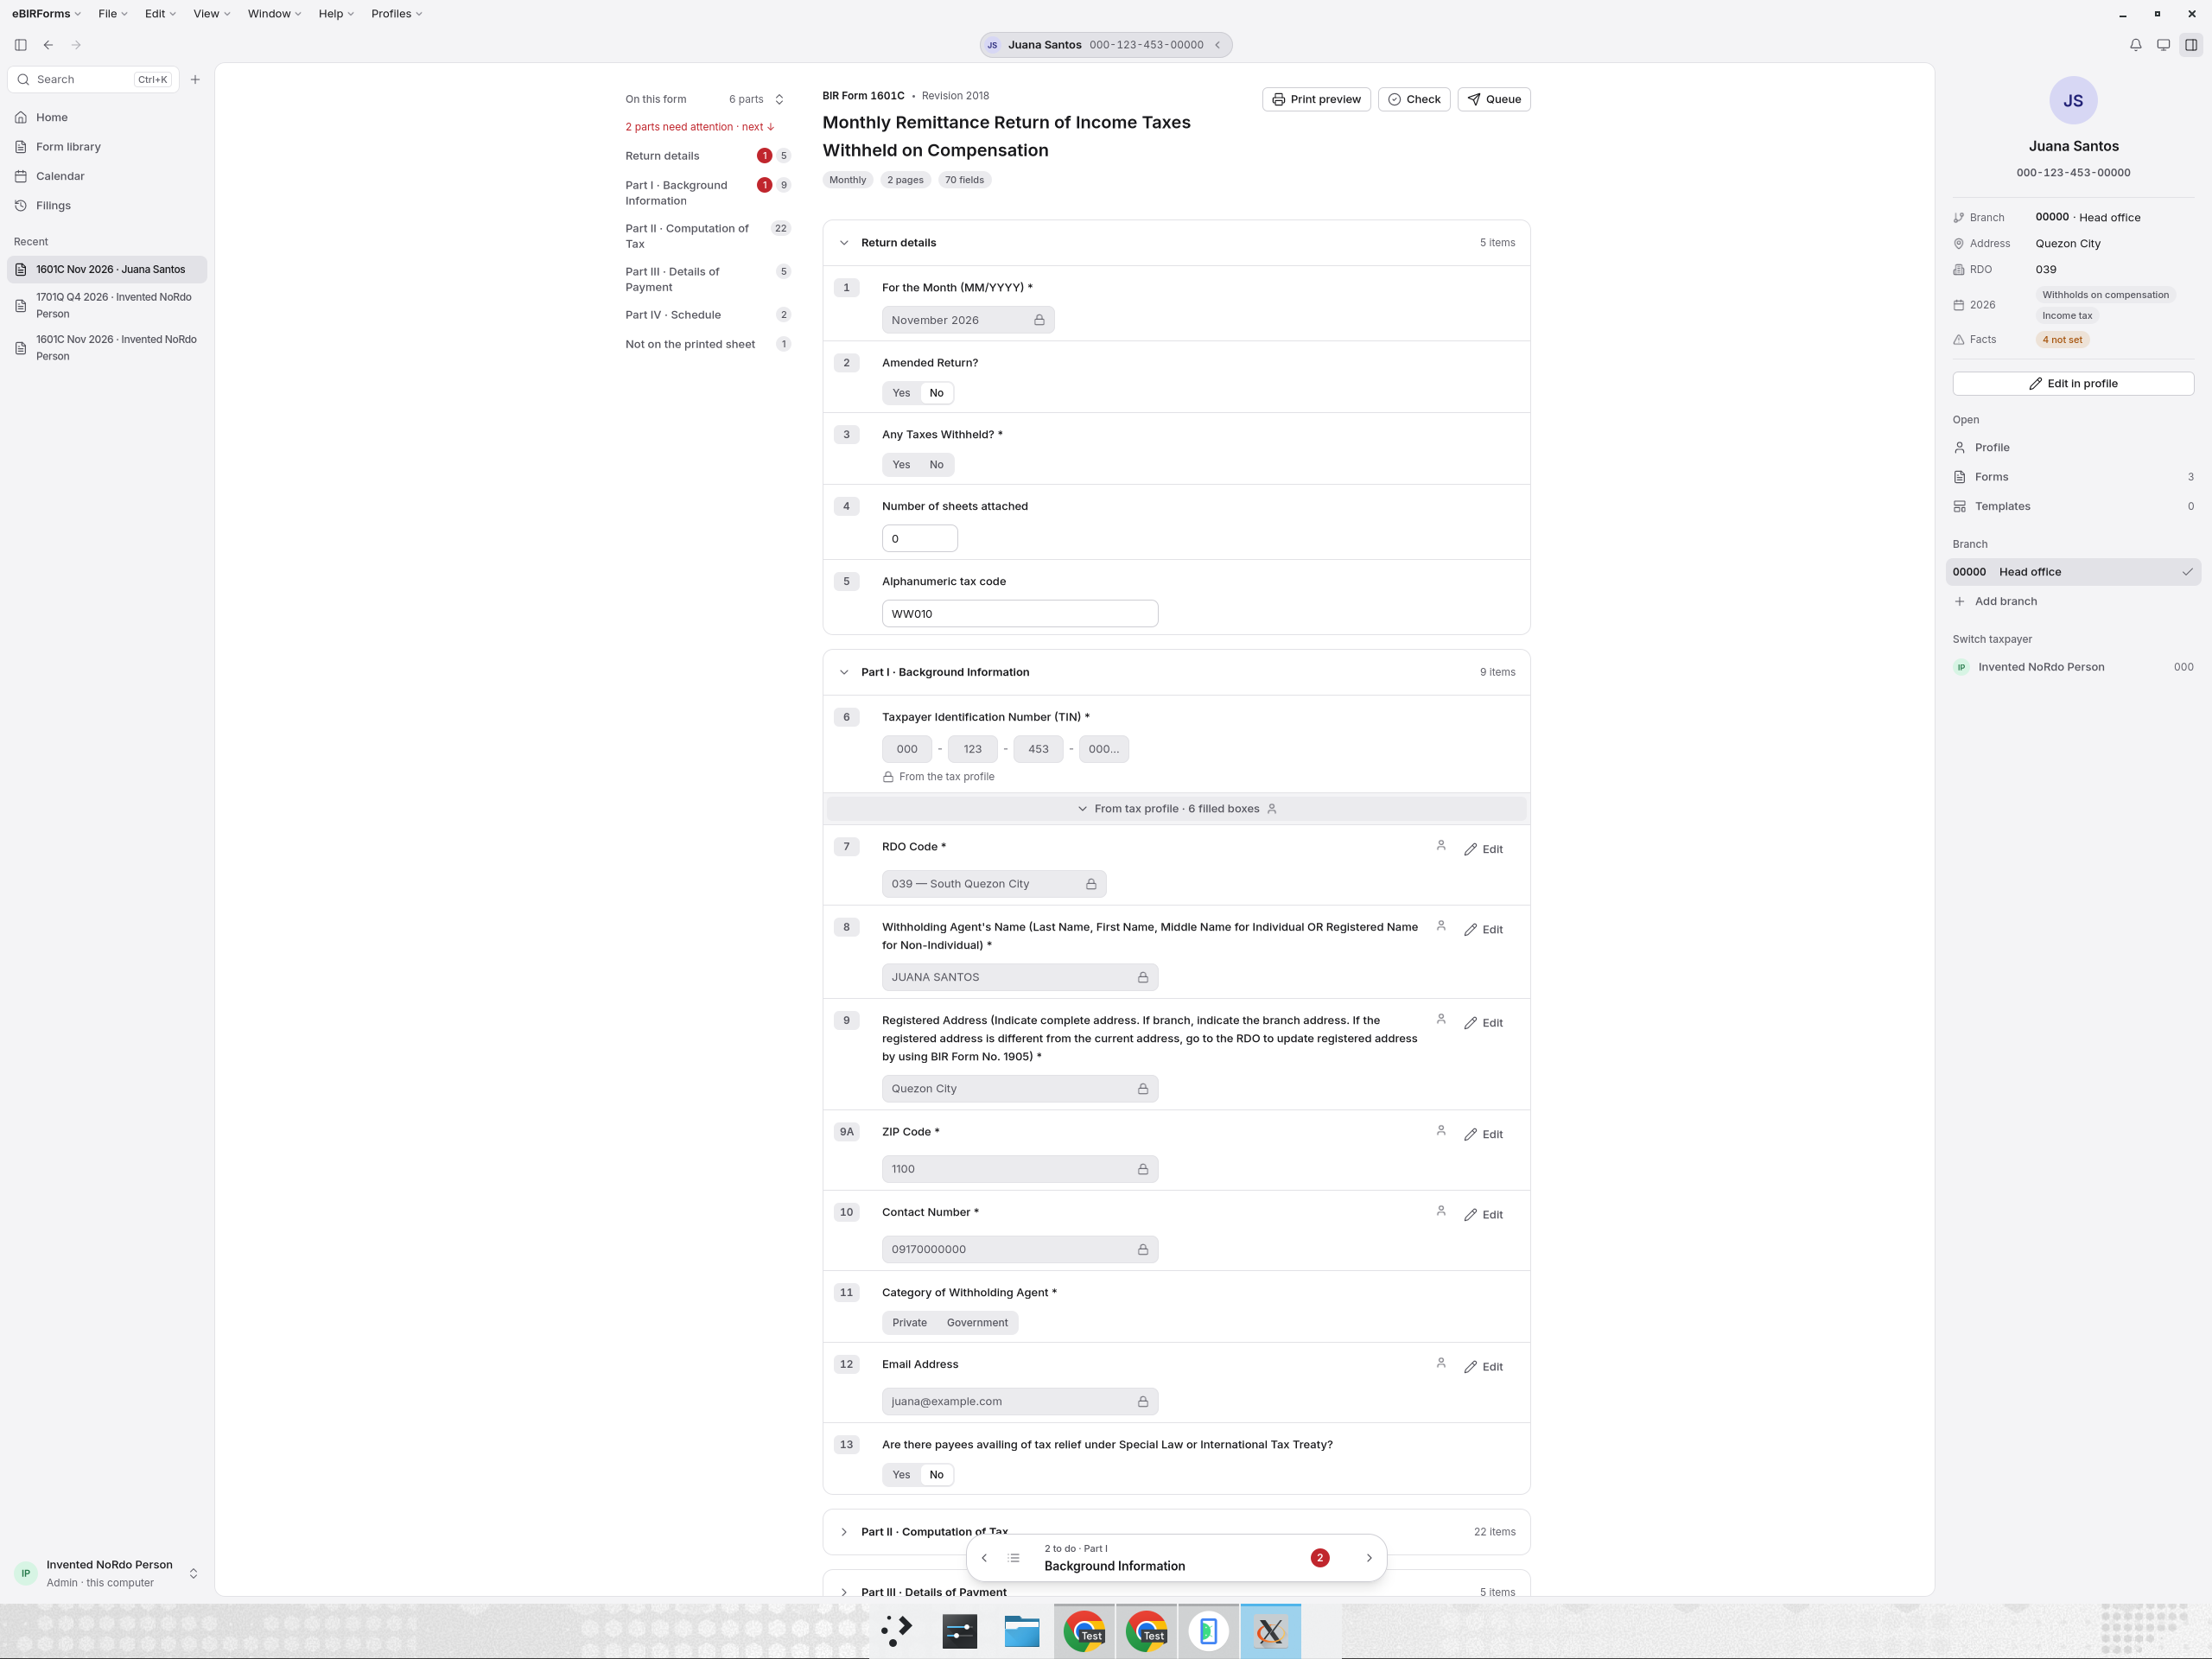 eBIRForms File Edit View Window Help Profiles
JS Juana Santos 000-123-453-00000
Search Ctrl+K
Home
Form library
Calendar
Filings
Recent
1601C Nov 2026 · Juana Santos
1701Q Q4 2026 · Invented NoRdo
Person
1601C Nov 2026 · Invented NoRdo
Person
IP
Invented NoRdo Person
Admin · this computer
On this form 6 parts
2 parts need attention · next ↓
Return details 1 5
Part I · Background
Information 1 9
Part II · Computation of
Tax 22
Part III · Details of
Payment 5
Part IV · Schedule 2
Not on the printed sheet 1
BIR Form 1601C • Revision 2018
Monthly Remittance Return of Income Taxes
Withheld on Compensation
Print preview Check Queue
Monthly 2 pages 70 fields
Return details 5 items
1 For the Month (MM/YYYY) *
November 2026
2 Amended Return?
Yes No
3 Any Taxes Withheld? *
Yes No
4 Number of sheets attached
0
5 Alphanumeric tax code
WW010
Part I · Background Information 9 items
6 Taxpayer Identification Number (TIN) *
000 - 123 - 453 - 000...
From the tax profile
From tax profile · 6 filled boxes
7 RDO Code * Edit
039 — South Quezon City
8 Withholding Agent's Name (Last Name, First Name, Middle Name for Individual OR Registered Name Edit
for Non-Individual) *
JUANA SANTOS
9 Registered Address (Indicate complete address. If branch, indicate the branch address. If the Edit
registered address is different from the current address, go to the RDO to update registered address
by using BIR Form No. 1905) *
Quezon City
9A ZIP Code * Edit
1100
10 Contact Number * Edit
09170000000
11 Category of Withholding Agent *
Private Government
12 Email Address Edit
juana@example.com
13 Are there payees availing of tax relief under Special Law or International Tax Treaty?
Yes No
Part II · Computation of Tax 22 items
2 to do · Part I
Background Information 2
Part III · Details of Payment 5 items
JS
Juana Santos
000-123-453-00000
Branch 00000 · Head office
Address Quezon City
RDO 039
2026 Withholds on compensation
Income tax
Facts 4 not set
Edit in profile
Open
Profile
Forms 3
Templates 0
Branch
00000 Head office
Add branch
Switch taxpayer
IP Invented NoRdo Person 000
Test Test